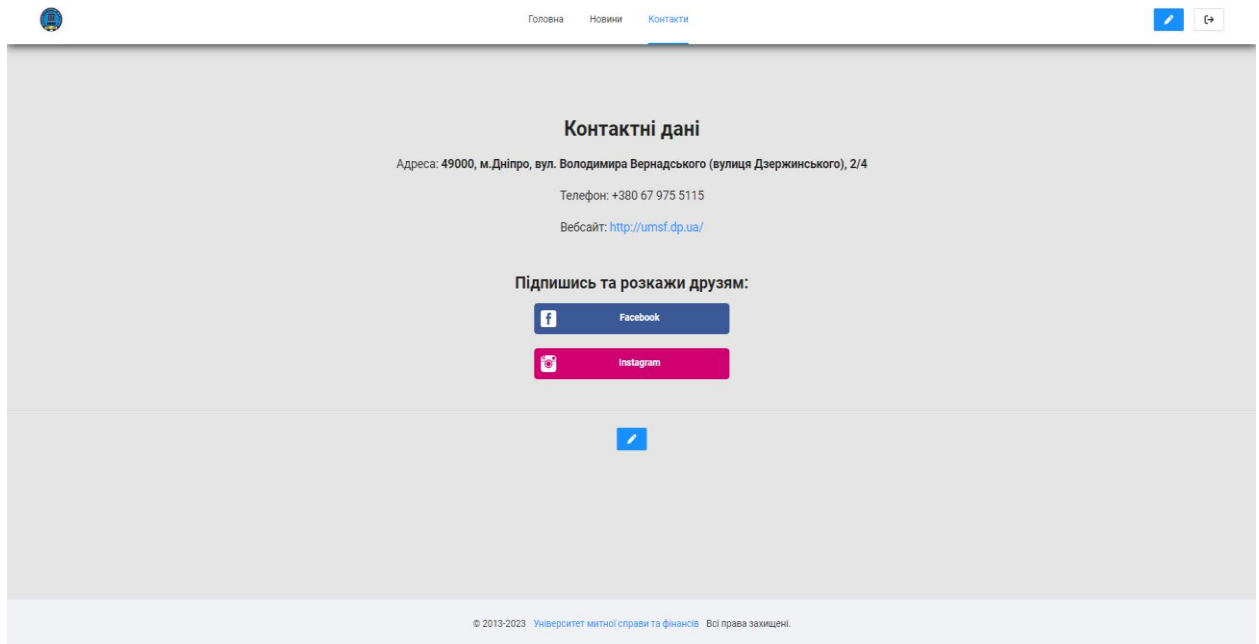 Головна Новини Контакти
Контактні дані
Адреса: 49000, м.Дніпро, вул. Володимира Вернадського (вулиця Дзержинського), 2/4
Телефон: +380 67 975 5115
Вебсайт: http://umsf.dp.ua/
Підпишись та розкажи друзям:
Facebook
Instagram
© 2013-2023 Університет митної справи та фінансів Всі права захищені.